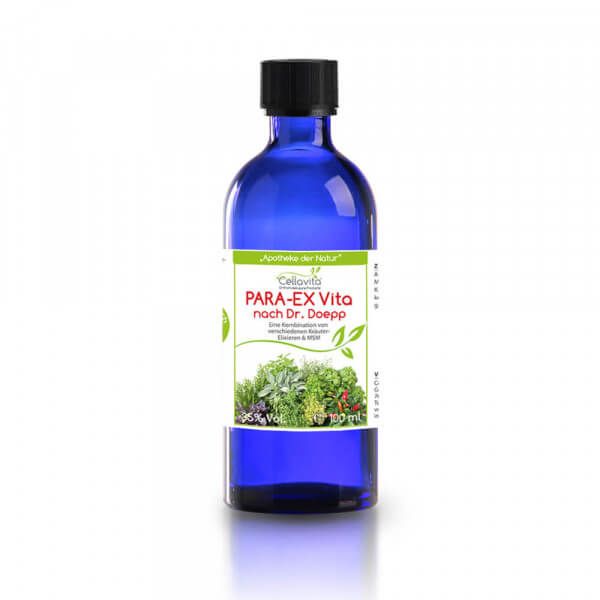 „Apotheke der Natur"
Cellavita
PARA-EX Vita
nach Dr. Doepp
Eine Kombination von
verschiedenen Kräuter-
Elixieren & MSM
35% Vol.
100 ml